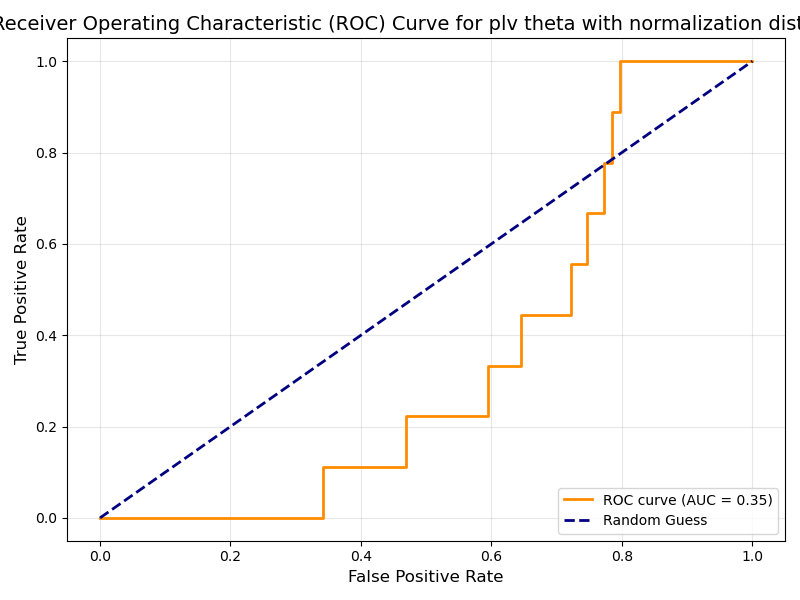 Receiver Operating Characteristic (ROC) Curve for plv theta with normalization dist
1.0
0.8
0.6
0.4
0.2
0.0
True Positive Rate
0.0 0.2 0.4 0.6 0.8 1.0
False Positive Rate
ROC curve (AUC = 0.35)
Random Guess